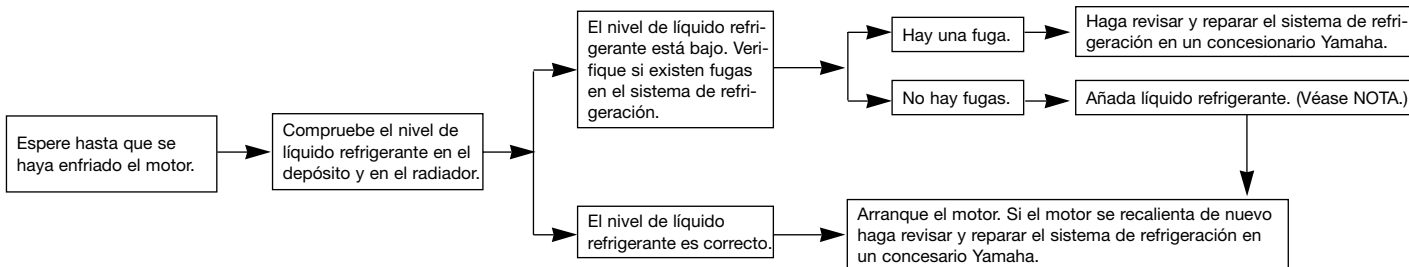 Espere hasta que se
haya enfriado el motor.
Compruebe el nivel de
líquido refrigerante en el
depósito y en el radiador.
El nivel de líquido refri-
gerante está bajo. Veri-
fique si existen fugas
en el sistema de refri-
geración.
Hay una fuga.
Haga revisar y reparar el sistema de refri-
geración en un concesionario Yamaha.
No hay fugas.
Añada líquido refrigerante. (Véase NOTA.)
El nivel de líquido
refrigerante es correcto.
Arranque el motor. Si el motor se recalienta de nuevo
haga revisar y reparar el sistema de refrigeración en
un concesario Yamaha.